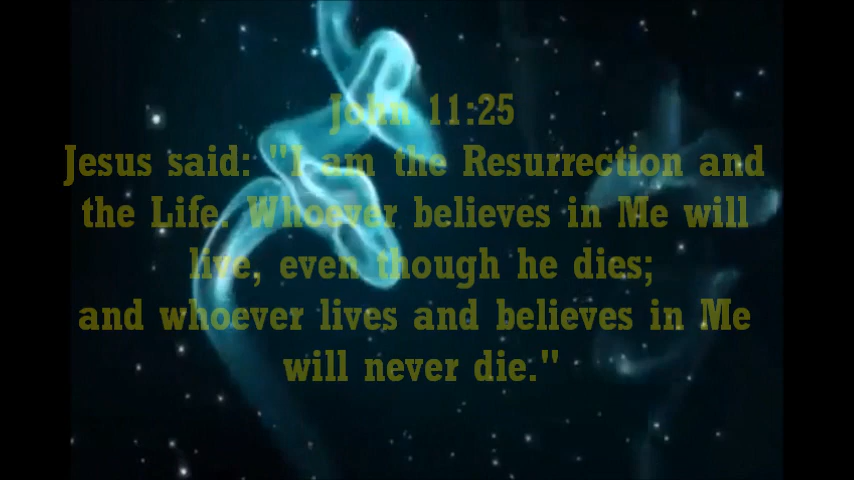 John 11:25
Jesus said: "I am the Resurrection and
the Life. Whoever believes in Me will
live, even though he dies;
and whoever lives and believes in Me
will never die."